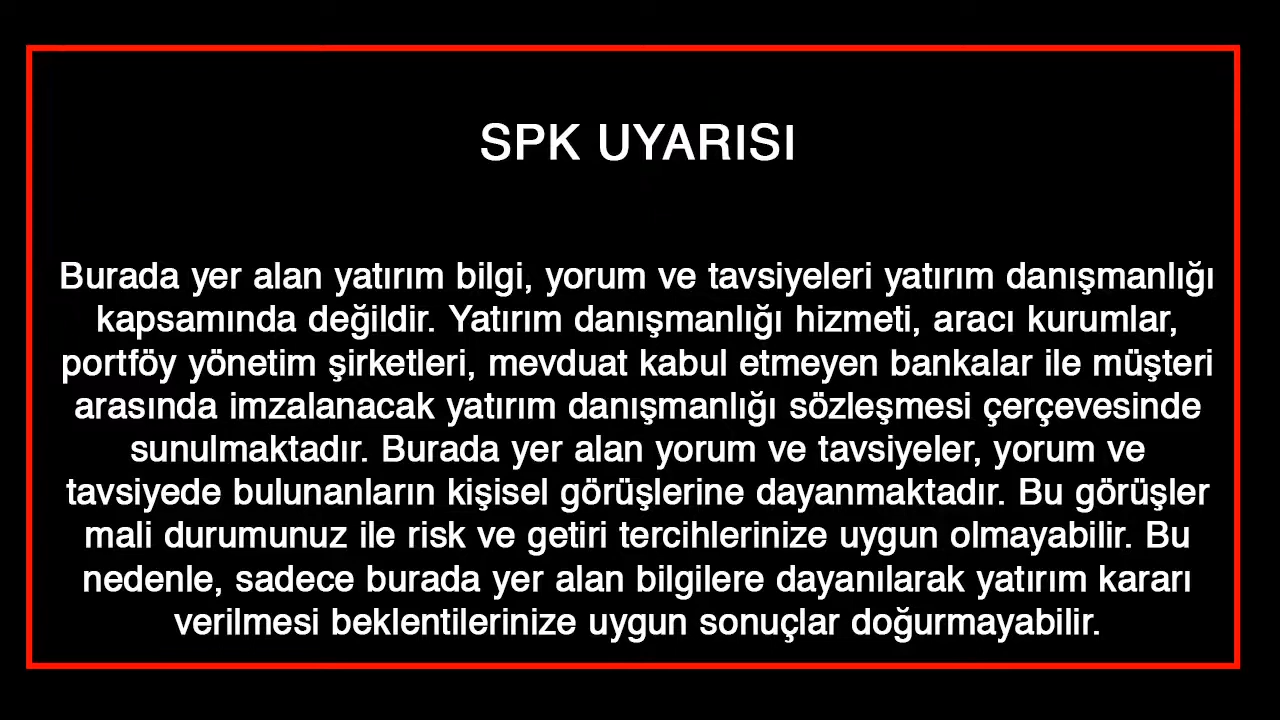 SPK UYARISI
Burada yer alan yatırım bilgi, yorum ve tavsiyeleri yatırım danışmanlığı
kapsamında değildir. Yatırım danışmanlığı hizmeti, aracı kurumlar,
portföy yönetim şirketleri, mevduat kabul etmeyen bankalar ile müşteri
arasında imzalanacak yatırım danışmanlığı sözleşmesi çerçevesinde
sunulmaktadır. Burada yer alan yorum ve tavsiyeler, yorum ve
tavsiyede bulunanların kişisel görüşlerine dayanmaktadır. Bu görüşler
mali durumunuz ile risk ve getiri tercihlerinize uygun olmayabilir. Bu
nedenle, sadece burada yer alan bilgilere dayanılarak yatırım kararı
verilmesi beklentilerinize uygun sonuçlar doğurmayabilir.